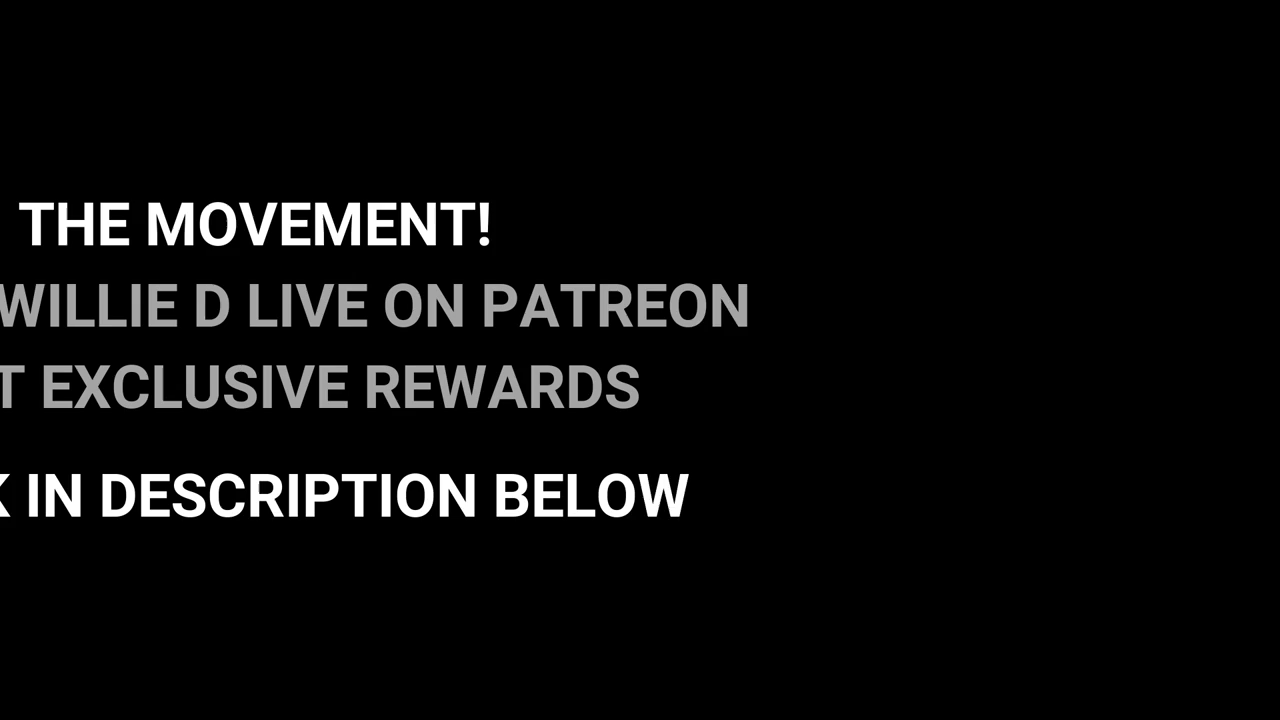 THE MOVEMENT!
WILLIE D LIVE ON PATREON
T EXCLUSIVE REWARDS
K IN DESCRIPTION BELOW